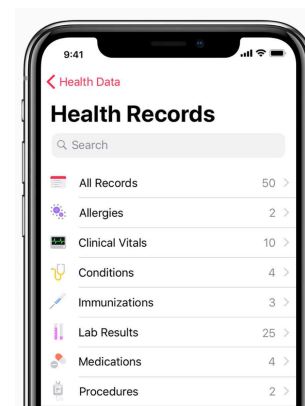 9:41
Health Data
Health Records
Search
All Records 50
Allergies 2
Clinical Vitals 10
Conditions 4
Immunizations 3
Lab Results 25
Medications 4
Procedures 2